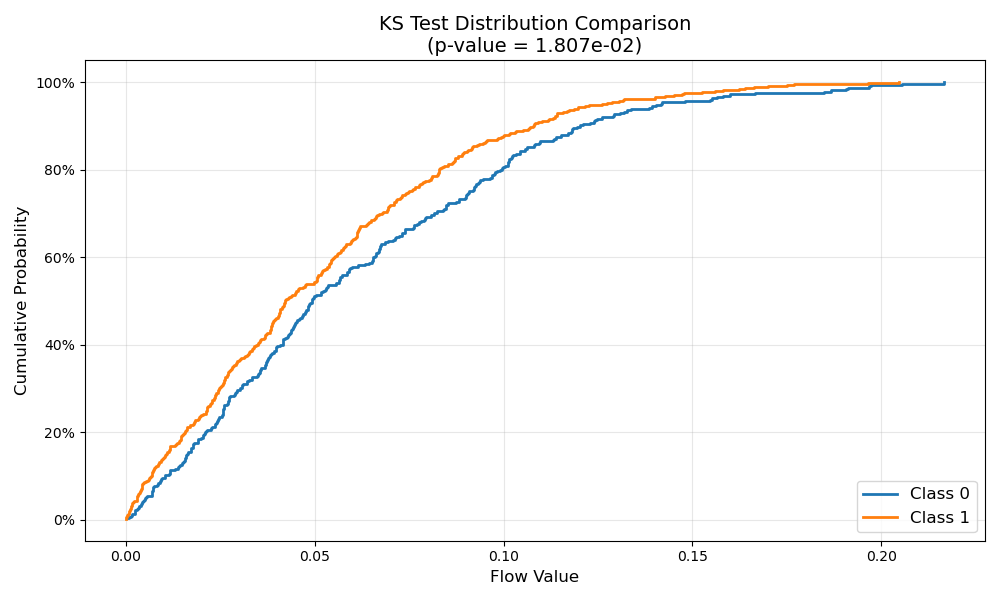 KS Test Distribution Comparison
(p-value = 1.807e-02)
Cumulative Probability
100%
80%
60%
40%
20%
0%
0.00 0.05 0.10 0.15 0.20
Flow Value
Class 0
Class 1